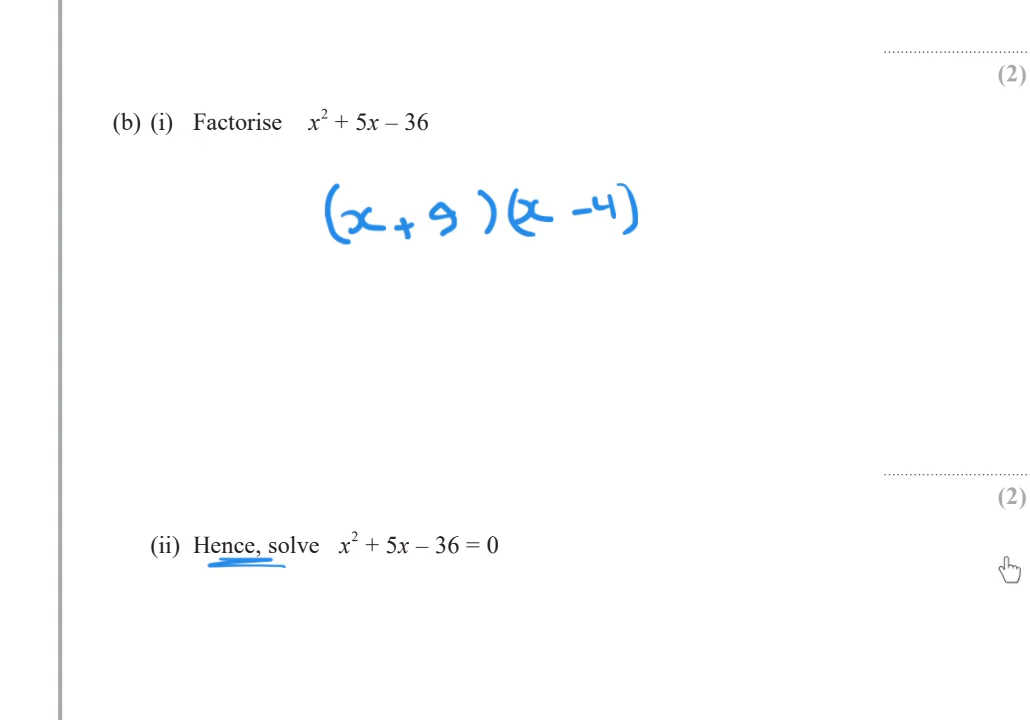 (2)
(b) (i) Factorise x² + 5x – 36
(x + 9)(x - 4)
(2)
(ii) Hence, solve x² + 5x – 36 = 0